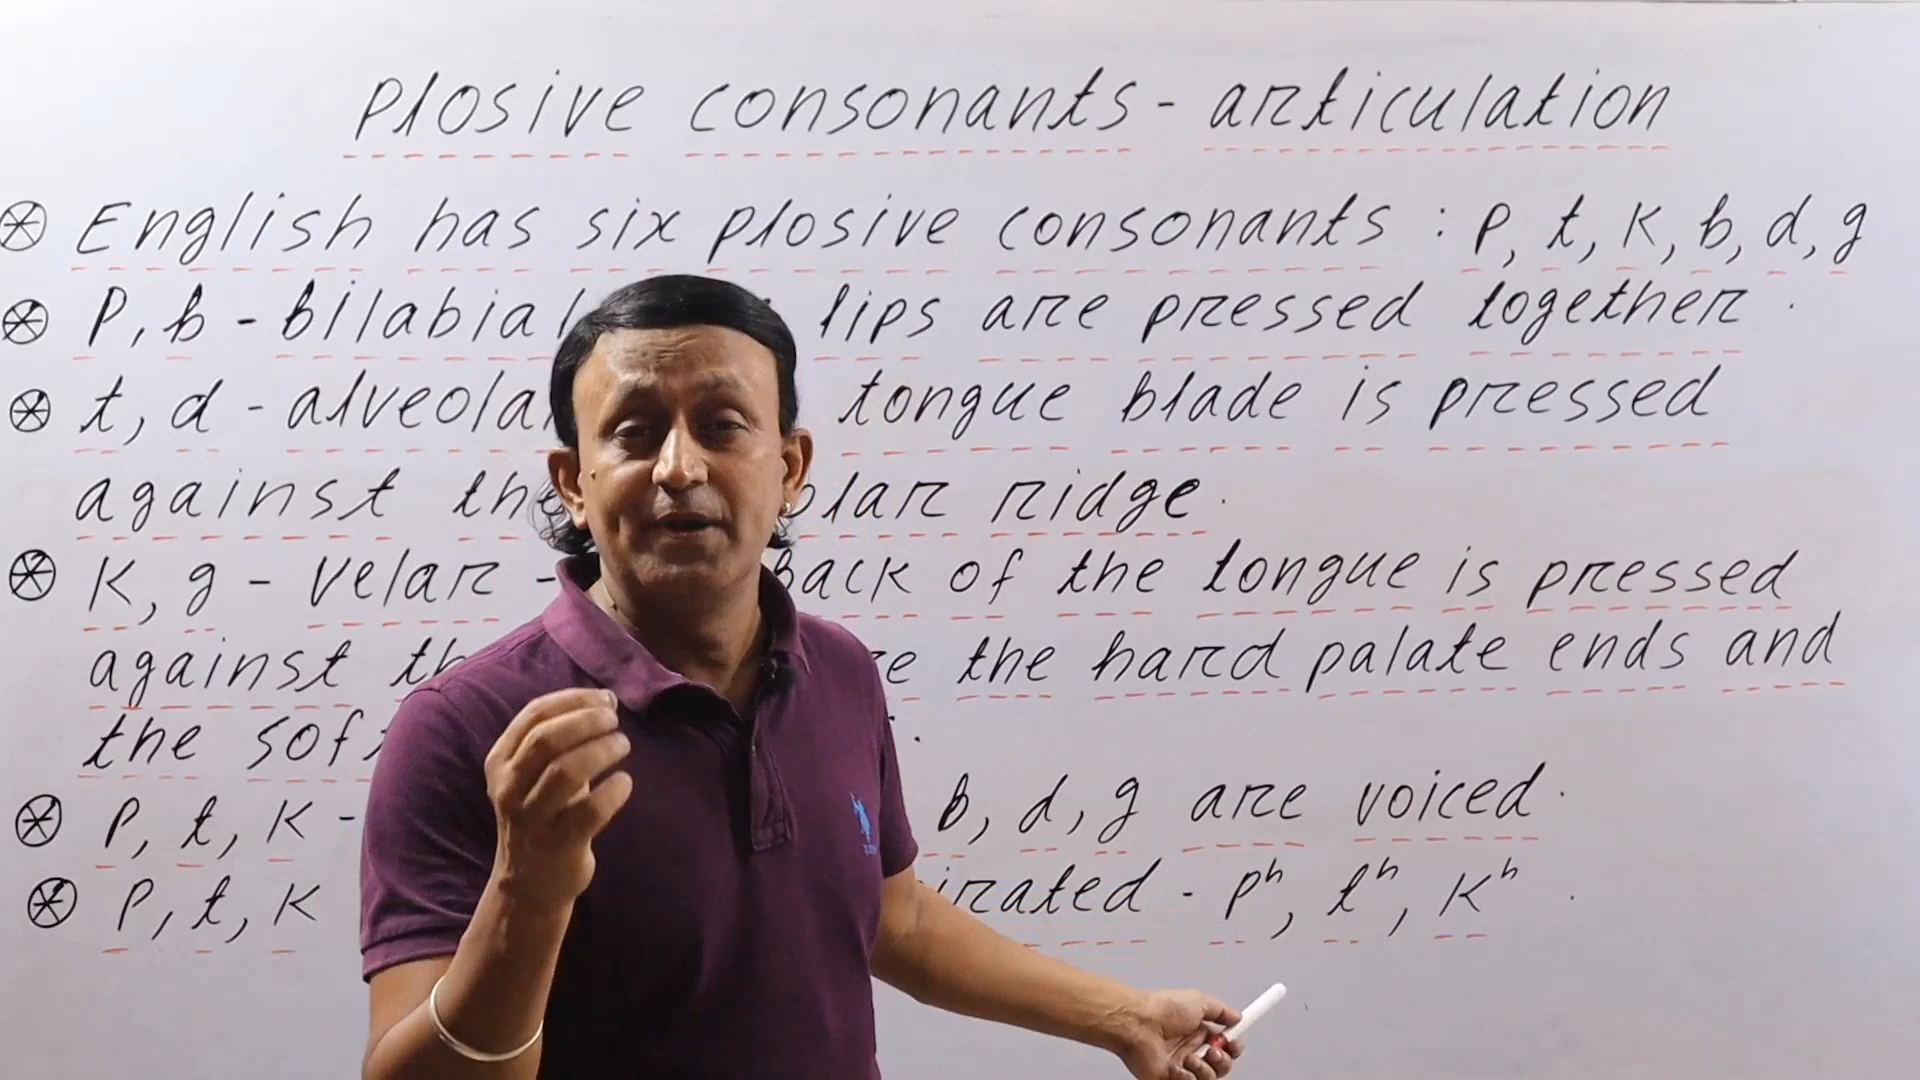 Plosive consonants - articulation
English has six plosive consonants : p, t, k, b, d, g
P, b - bilabial lips are pressed together.
t, d - alveolar tongue blade is pressed
against the ridge.
K, g - velar - back of the tongue is pressed
against the hard palate ends and
the soft
P, t, k - b, d, g are voiced.
P, t, k - pʰ, tʰ, kʰ.